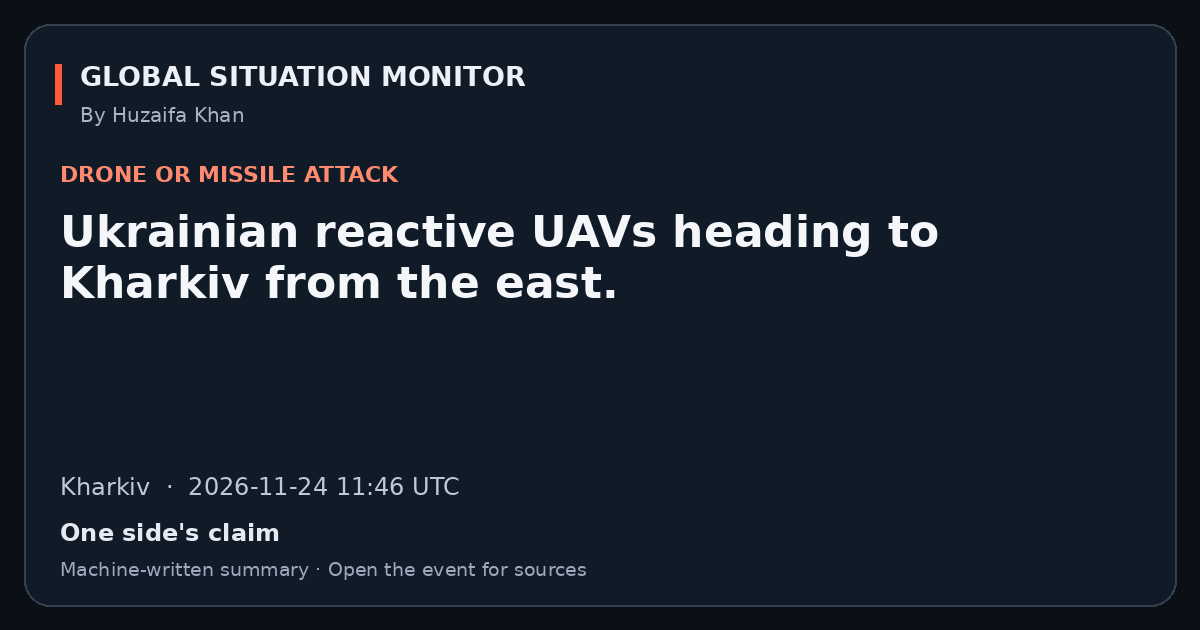 GLOBAL SITUATION MONITOR
By Huzaifa Khan
DRONE OR MISSILE ATTACK
Ukrainian reactive UAVs heading to
Kharkiv from the east.
Kharkiv · 2026-11-24 11:46 UTC
One side's claim
Machine-written summary · Open the event for sources